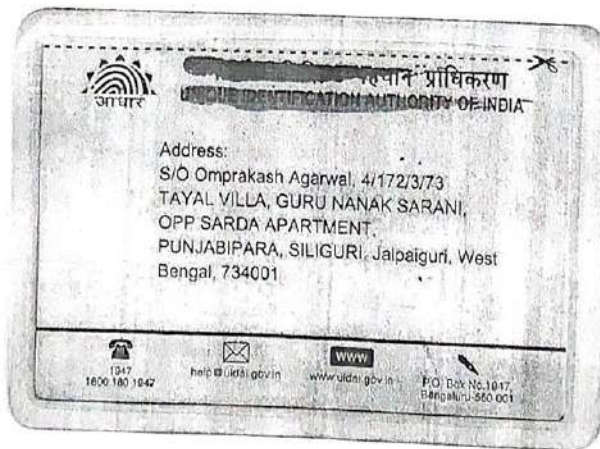 आधार
प्राधिकरण
UNIQUE IDENTIFICATION AUTHORITY OF INDIA
Address:
S/O Omprakash Agarwal, 4/172/3/73
TAYAL VILLA, GURU NANAK SARANI,
OPP SARDA APARTMENT,
PUNJABIPARA, SILIGURI, Jalpaiguri, West
Bengal, 734001
1947
1800 180 1947
help@uidai.gov.in
www
www.uidai.gov.in
P.O. Box No.1947,
Bengaluru-560 001